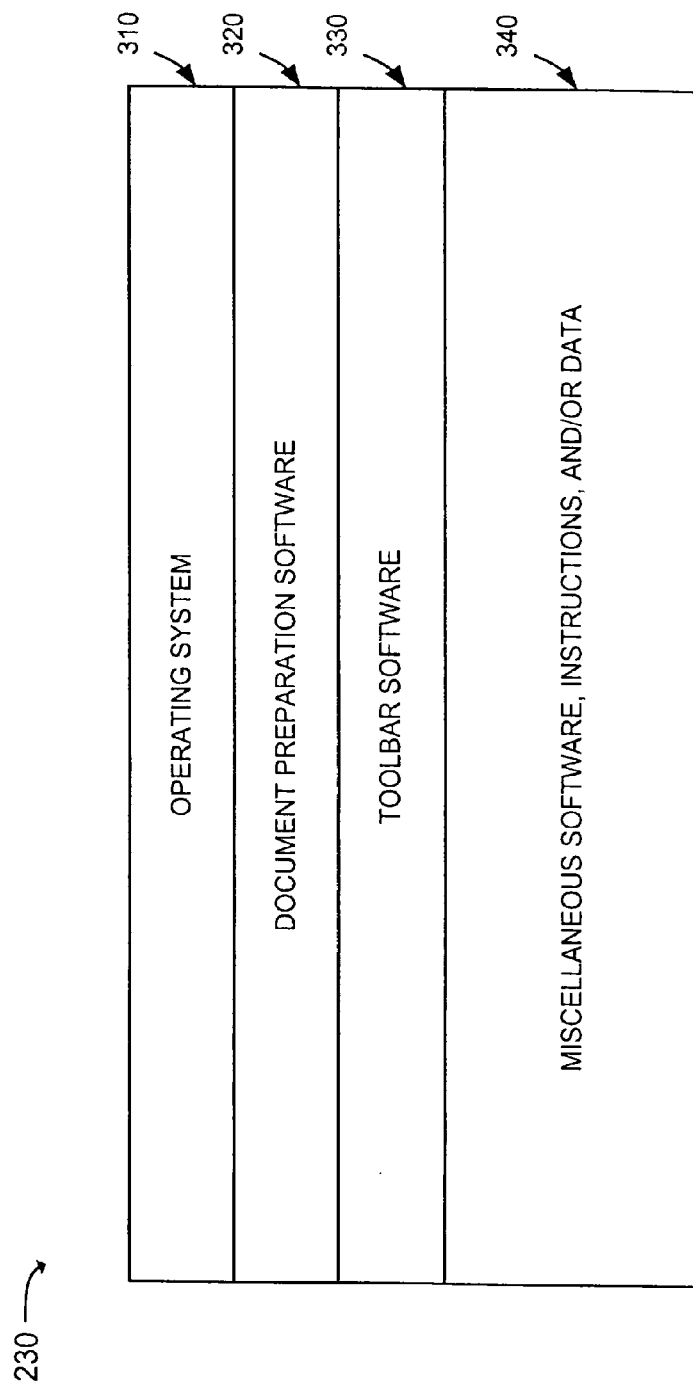 230
310
OPERATING SYSTEM
320
DOCUMENT PREPARATION SOFTWARE
330
TOOLBAR SOFTWARE
340
MISCELLANEOUS SOFTWARE, INSTRUCTIONS, AND/OR DATA